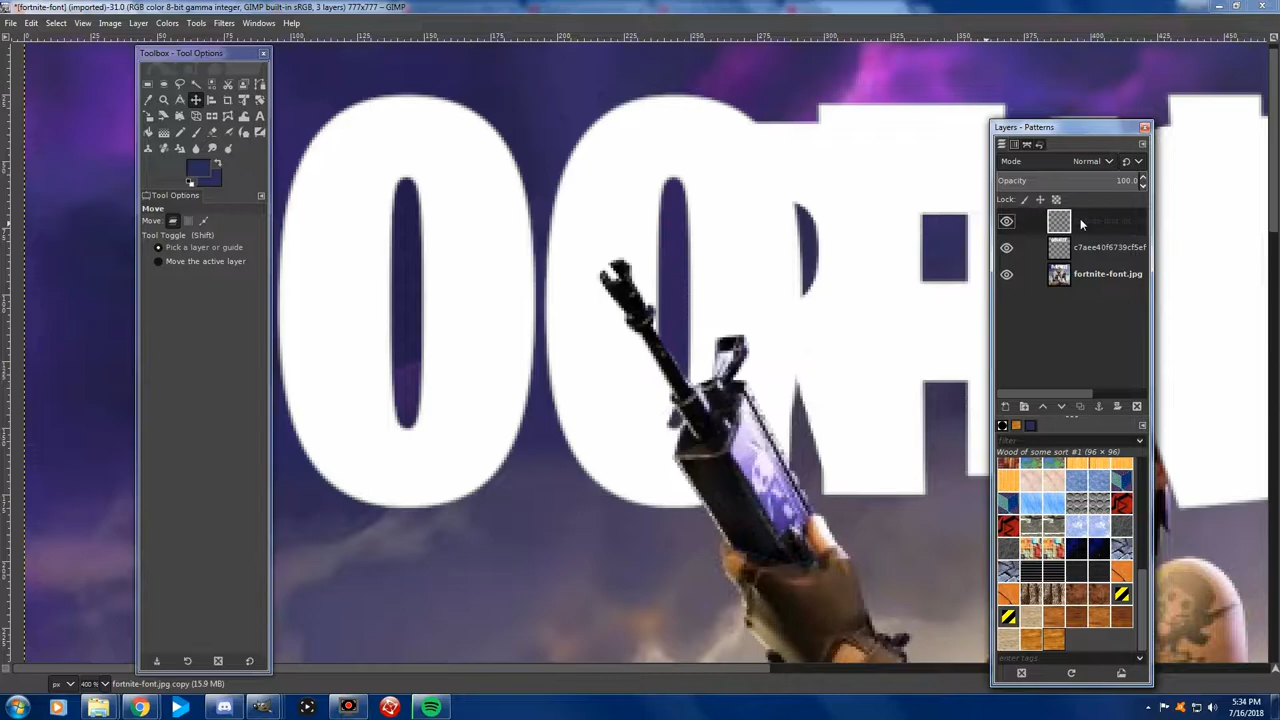 *[fortnite-font] (imported)-31.0 (RGB color 8-bit gamma integer, GIMP built-in sRGB, 3 layers) 777x777 – GIMP
File Edit Select View Image Layer Colors Tools Filters Windows Help
Toolbox - Tool Options
Tool Options
Move
Move:
Tool Toggle (Shift)
Pick a layer or guide
Move the active layer
Layers - Patterns
Mode Normal
Opacity 100.0
Lock:
c7aee40f6739cf5ef
fortnite-font.jpg
filter
Wood of some sort #1 (96 × 96)
enter tags
px 400 % fortnite-font.jpg copy (15.9 MB)
5:34 PM
7/16/2018